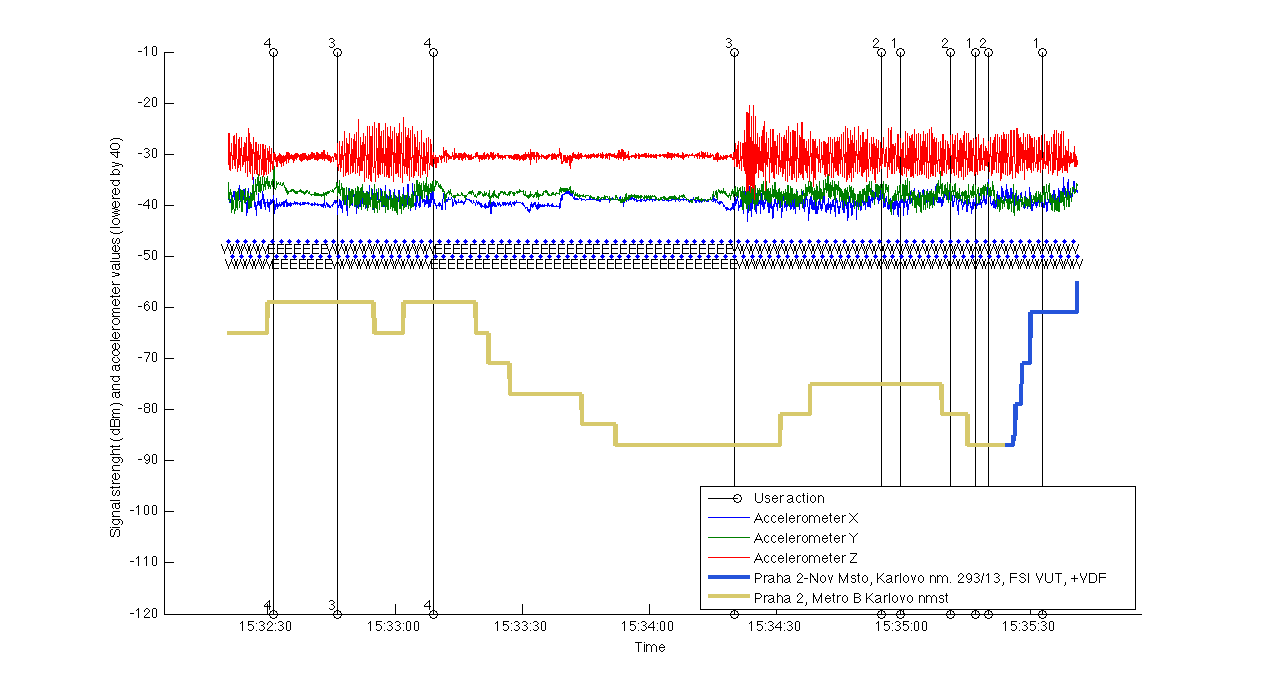 4 3 4 3 2 1 2 1 2 1
-10
-20
-30
-40
-50
-60
-70
-80
-90
-100
-110
-120
Signal strenght (dBm) and accelerometer values (lowered by 40)
User action
Accelerometer X
Accelerometer Y
Accelerometer Z
Praha 2-Nov Msto, Karlovo nm. 293/13, FSI VUT, +VDF
Praha 2, Metro B Karlovo nmst
4 3 4
15:32:30 15:33:00 15:33:30 15:34:00 15:34:30 15:35:00 15:35:30
Time